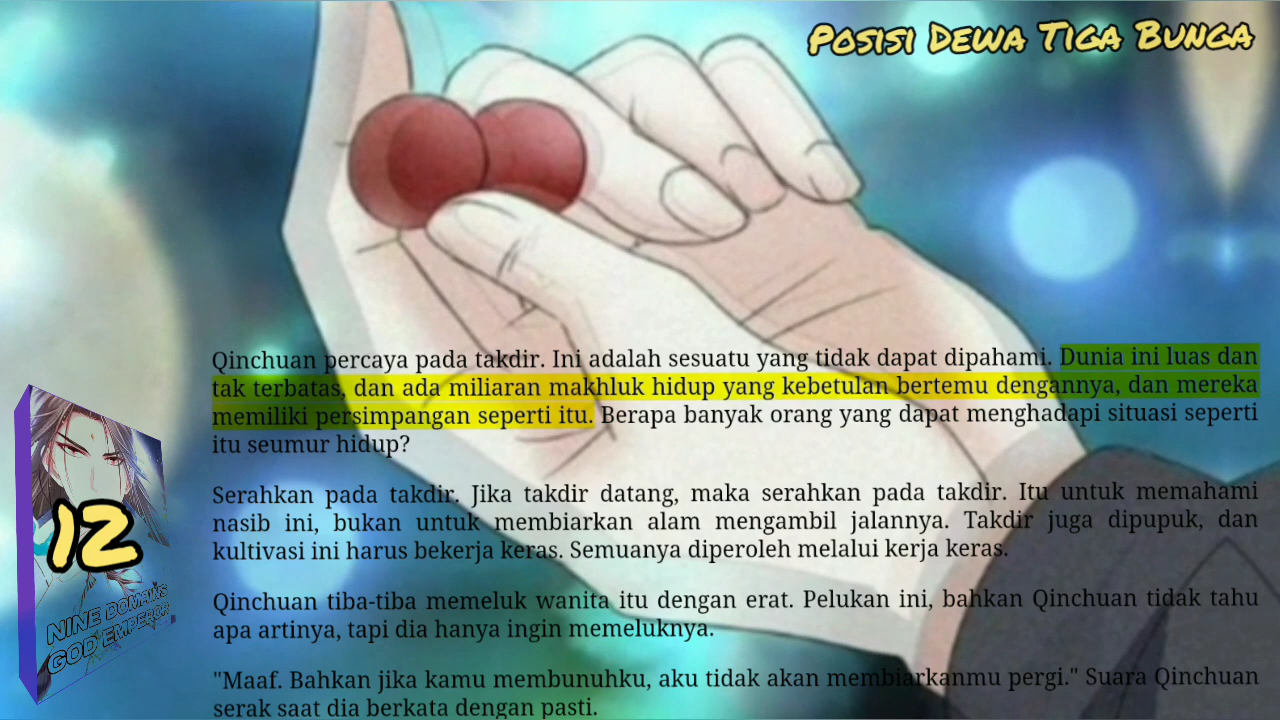 Posisi Dewa Tiga Bunga
Qinchuan percaya pada takdir. Ini adalah sesuatu yang tidak dapat dipahami. Dunia ini luas dan
tak terbatas, dan ada miliaran makhluk hidup yang kebetulan bertemu dengannya, dan mereka
memiliki persimpangan seperti itu. Berapa banyak orang yang dapat menghadapi situasi seperti
itu seumur hidup?
Serahkan pada takdir. Jika takdir datang, maka serahkan pada takdir. Itu untuk memahami
nasib ini, bukan untuk membiarkan alam mengambil jalannya. Takdir juga dipupuk, dan
kultivasi ini harus bekerja keras. Semuanya diperoleh melalui kerja keras.
Qinchuan tiba-tiba memeluk wanita itu dengan erat. Pelukan ini, bahkan Qinchuan tidak tahu
apa artinya, tapi dia hanya ingin memeluknya.
"Maaf. Bahkan jika kamu membunuhku, aku tidak akan membiarkanmu pergi." Suara Qinchuan
serak saat dia berkata dengan pasti.
12
NINE DOMAINS
GOD EMPEROR